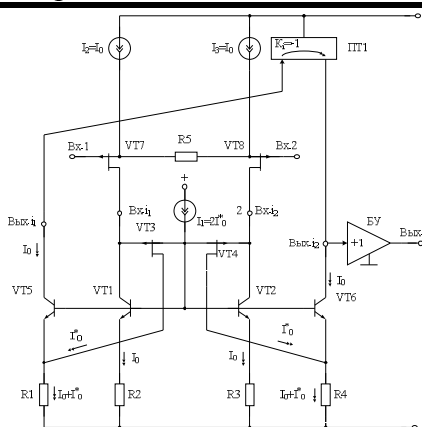 I₂=I₀
I₃=I₀
Kᵢ=-1
ПТ1
Вх.1
VT7
R5
VT8
Вх.2
+
Вх.i₁
I₁=2I*₀
2
Вх.i₂
Вых.i₁
VT3
VT4
Вых.i₂
БУ
+1
Вых.
I₀
I₀
VT5
VT1
VT2
VT6
I*₀
I₀
I₀
I*₀
R1
I₀+I*₀
R2
R3
I₀+I*₀
R4